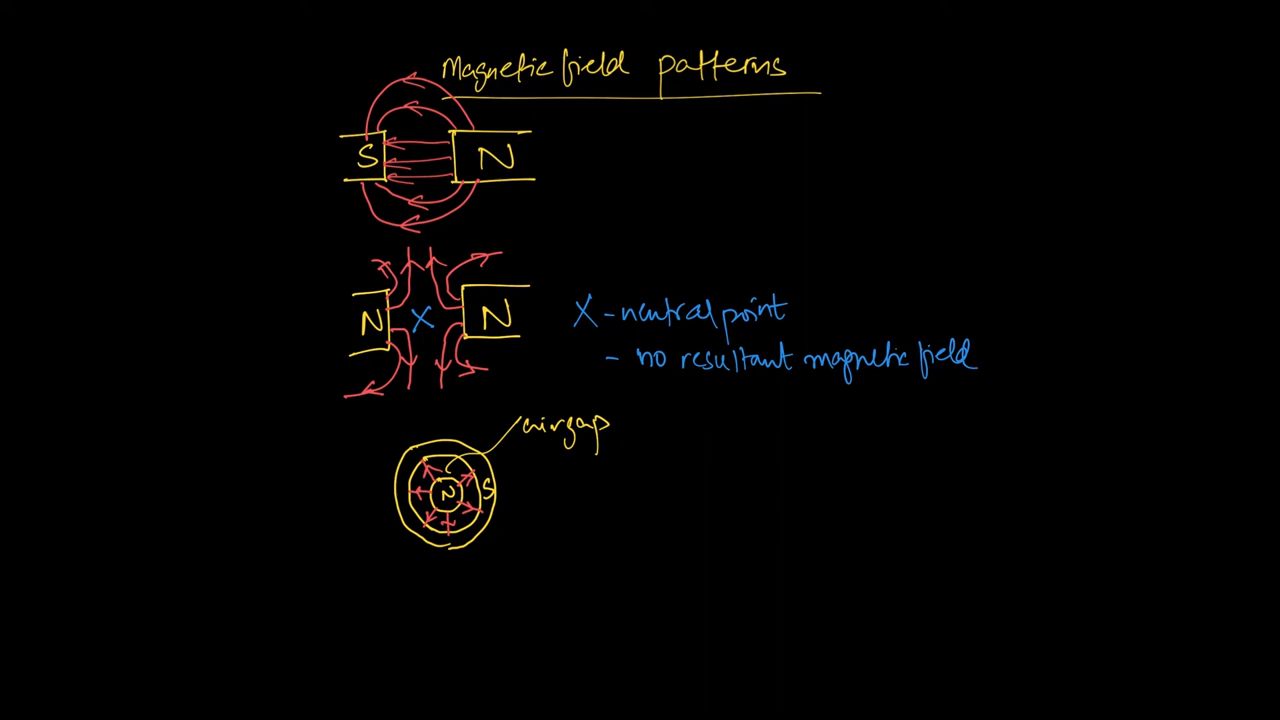 Magnetic field patterns
S N
N X N
X - neutral point
- no resultant magnetic field
airgap
N S